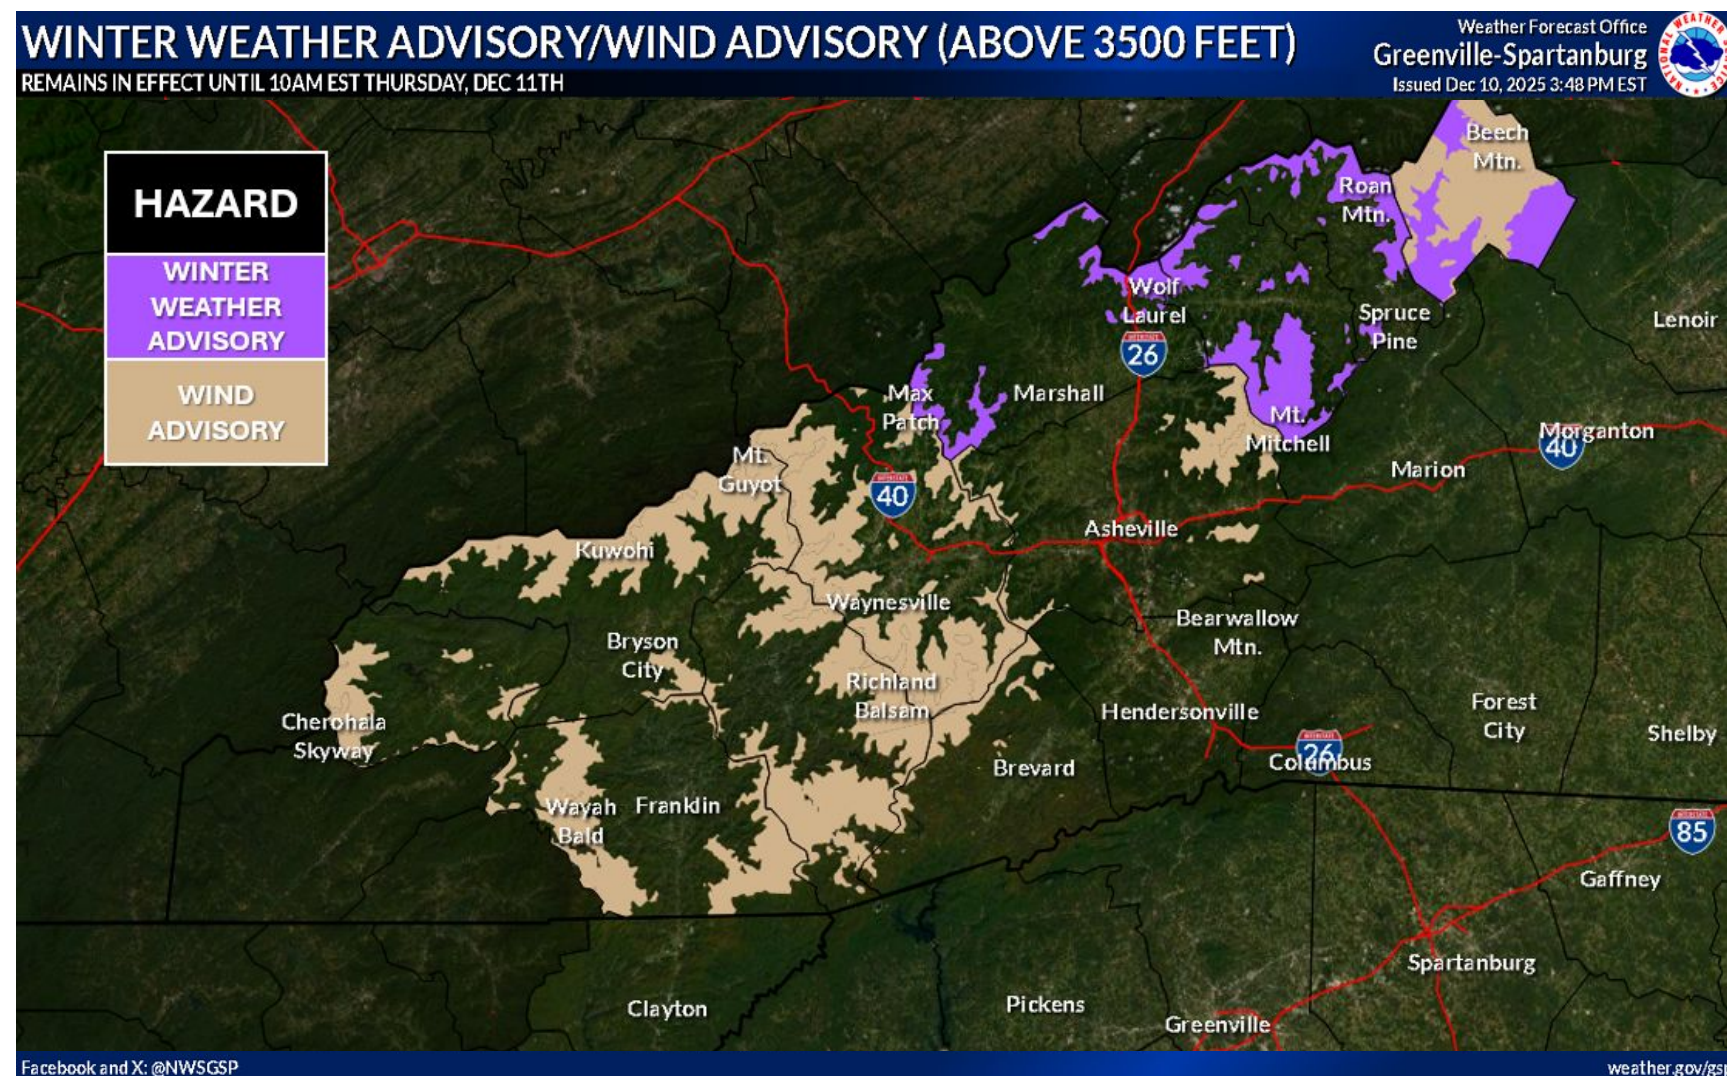 WINTER WEATHER ADVISORY/WIND ADVISORY (ABOVE 3500 FEET)
REMAINS IN EFFECT UNTIL 10AM EST THURSDAY, DEC 11TH
Weather Forecast Office
Greenville-Spartanburg
Issued Dec 10, 2025 3:48 PM EST
HAZARD
WINTER
WEATHER
ADVISORY
WIND
ADVISORY
Beech
Mtn.
Roan
Mtn.
Wolf
Laurel
Spruce
Pine
Lenoir
26
Max
Patch
Marshall
Mt.
Mitchell
Morganton
40
Marion
Mt.
Guyot
40
Asheville
Kuwohi
Waynesville
Bearwallow
Mtn.
Bryson
City
Richland
Balsam
Cherohala
Skyway
Hendersonville
Forest
City
Shelby
26
Columbus
Brevard
Wayah
Bald
Franklin
85
Gaffney
Spartanburg
Clayton
Pickens
Greenville
Facebook and X: @NWSGSP
weather.gov/gsp